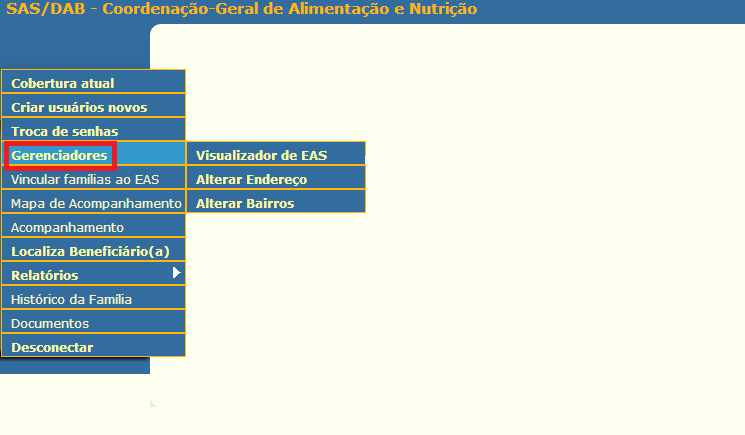 SAS/DAB - Coordenação-Geral de Alimentação e Nutrição
Cobertura atual
Criar usuários novos
Troca de senhas
Gerenciadores
Visualizador de EAS
Vincular famílias ao EAS
Alterar Endereço
Mapa de Acompanhamento
Alterar Bairros
Acompanhamento
Localiza Beneficiário(a)
Relatórios
Histórico da Família
Documentos
Desconectar